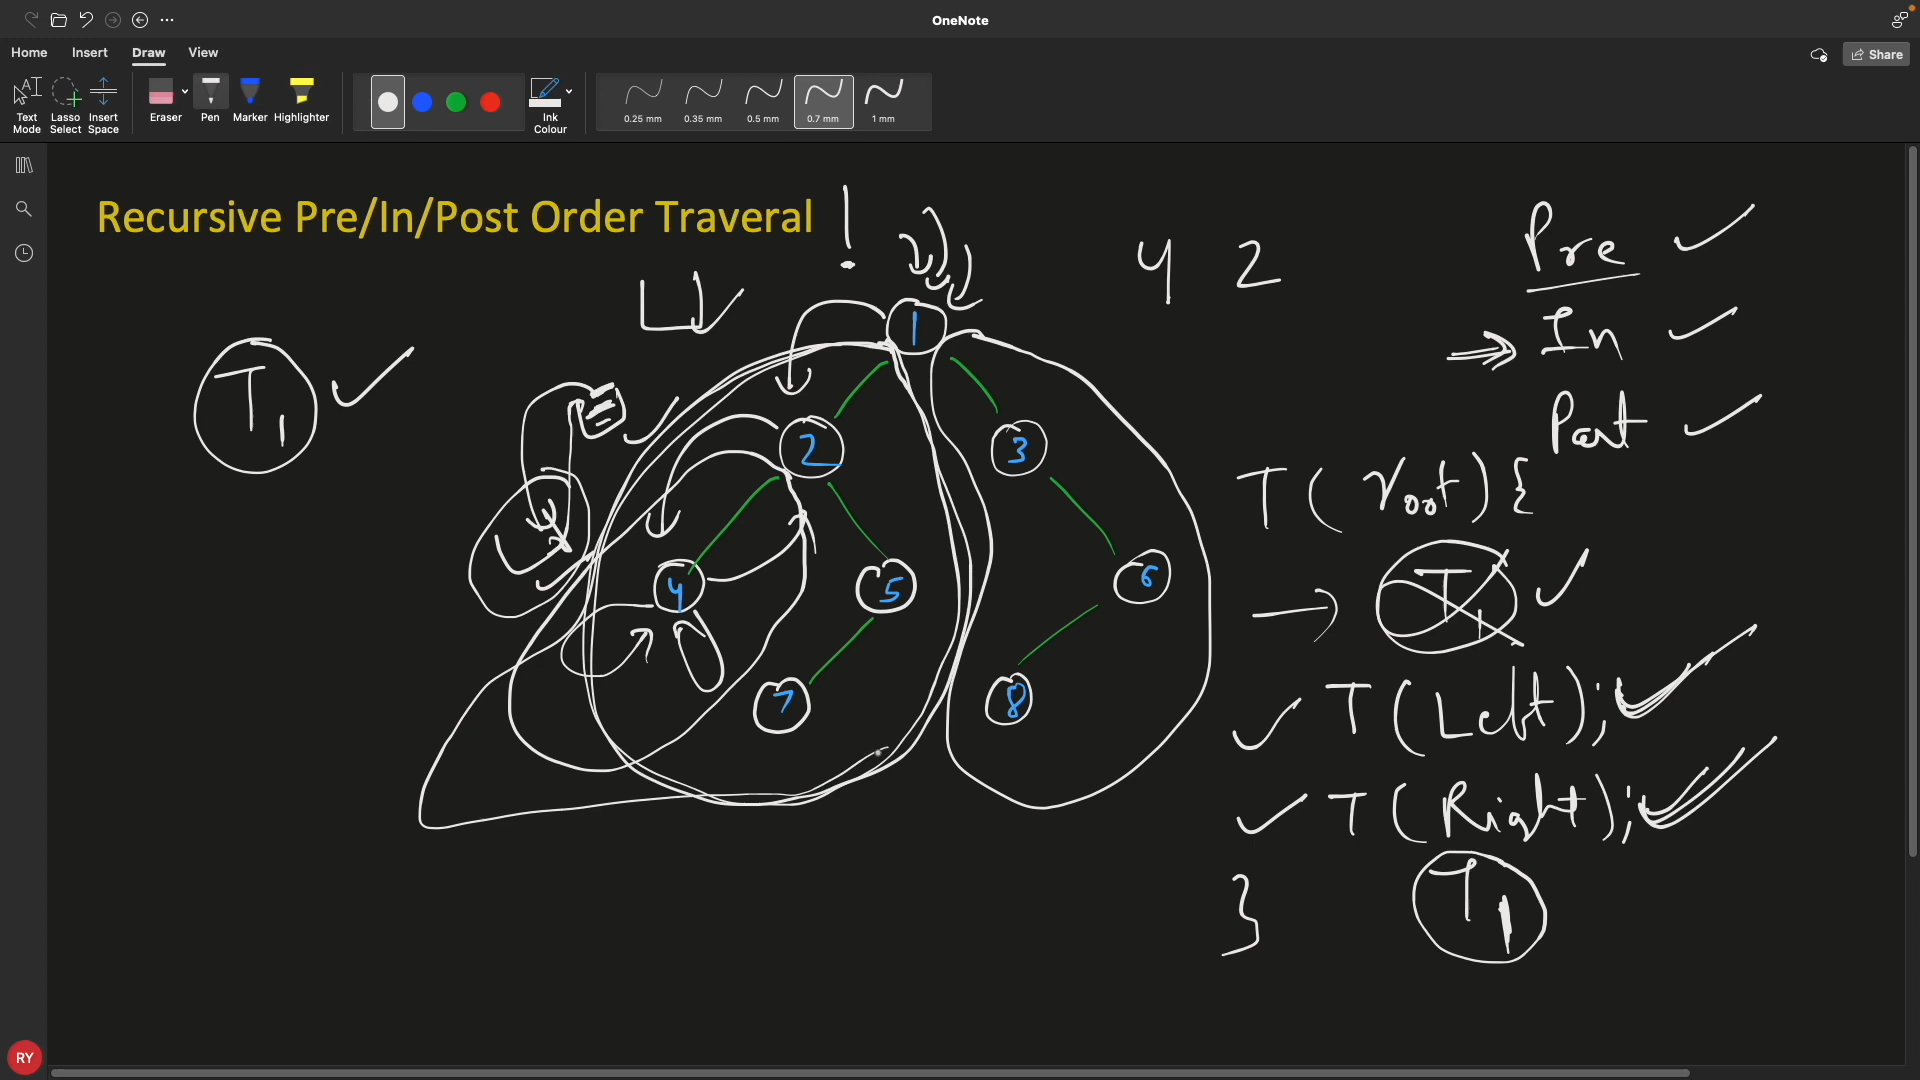 OneNote
Home Insert Draw View
Share
Text Mode
Lasso Select
Insert Space
Eraser
Pen
Marker
Highlighter
Ink Colour
0.25 mm
0.35 mm
0.5 mm
0.7 mm
1 mm
Recursive Pre/In/Post Order Traveral !
4 2
Pre
In
Post
T1
1
2
3
4
5
6
7
8
T(root){
T1
T(Left);
T(Right);
}
T1
RY